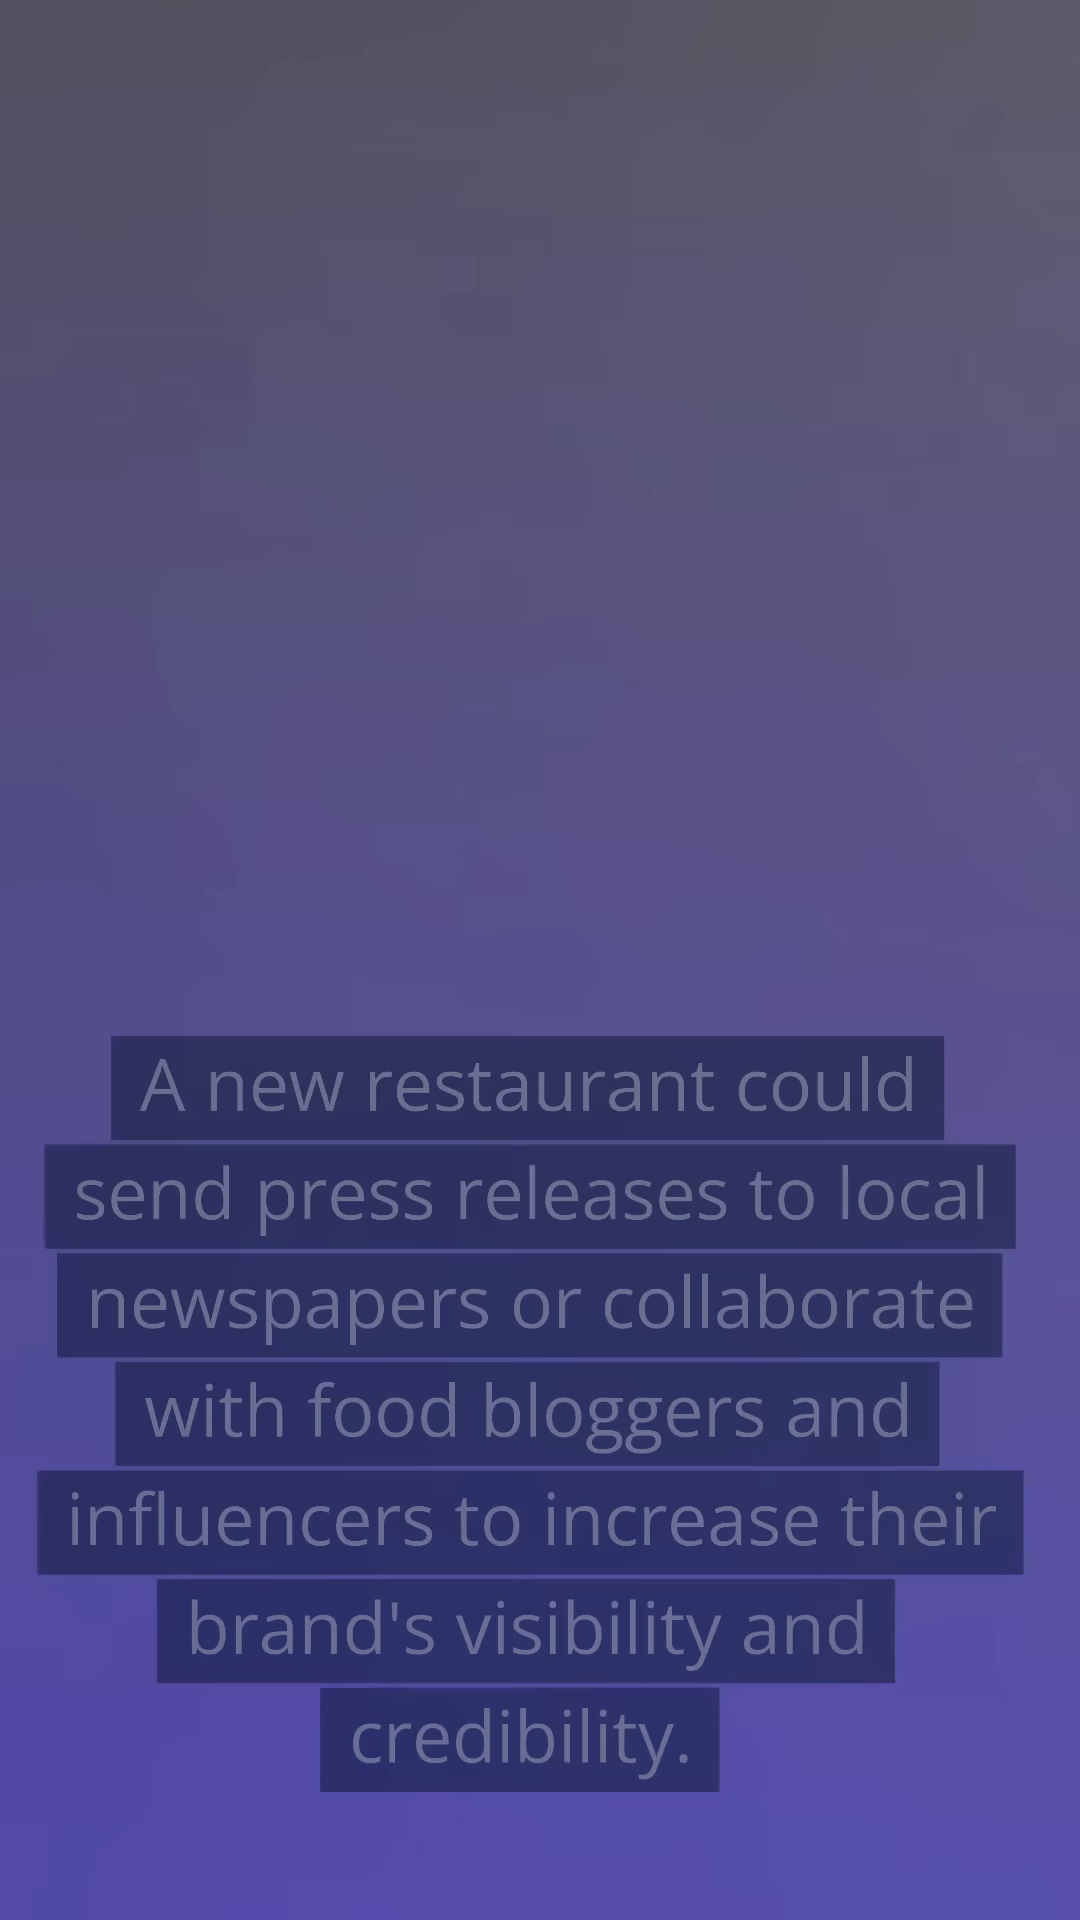 A new restaurant could
send press releases to local
newspapers or collaborate
with food bloggers and
influencers to increase their
brand's visibility and
credibility.